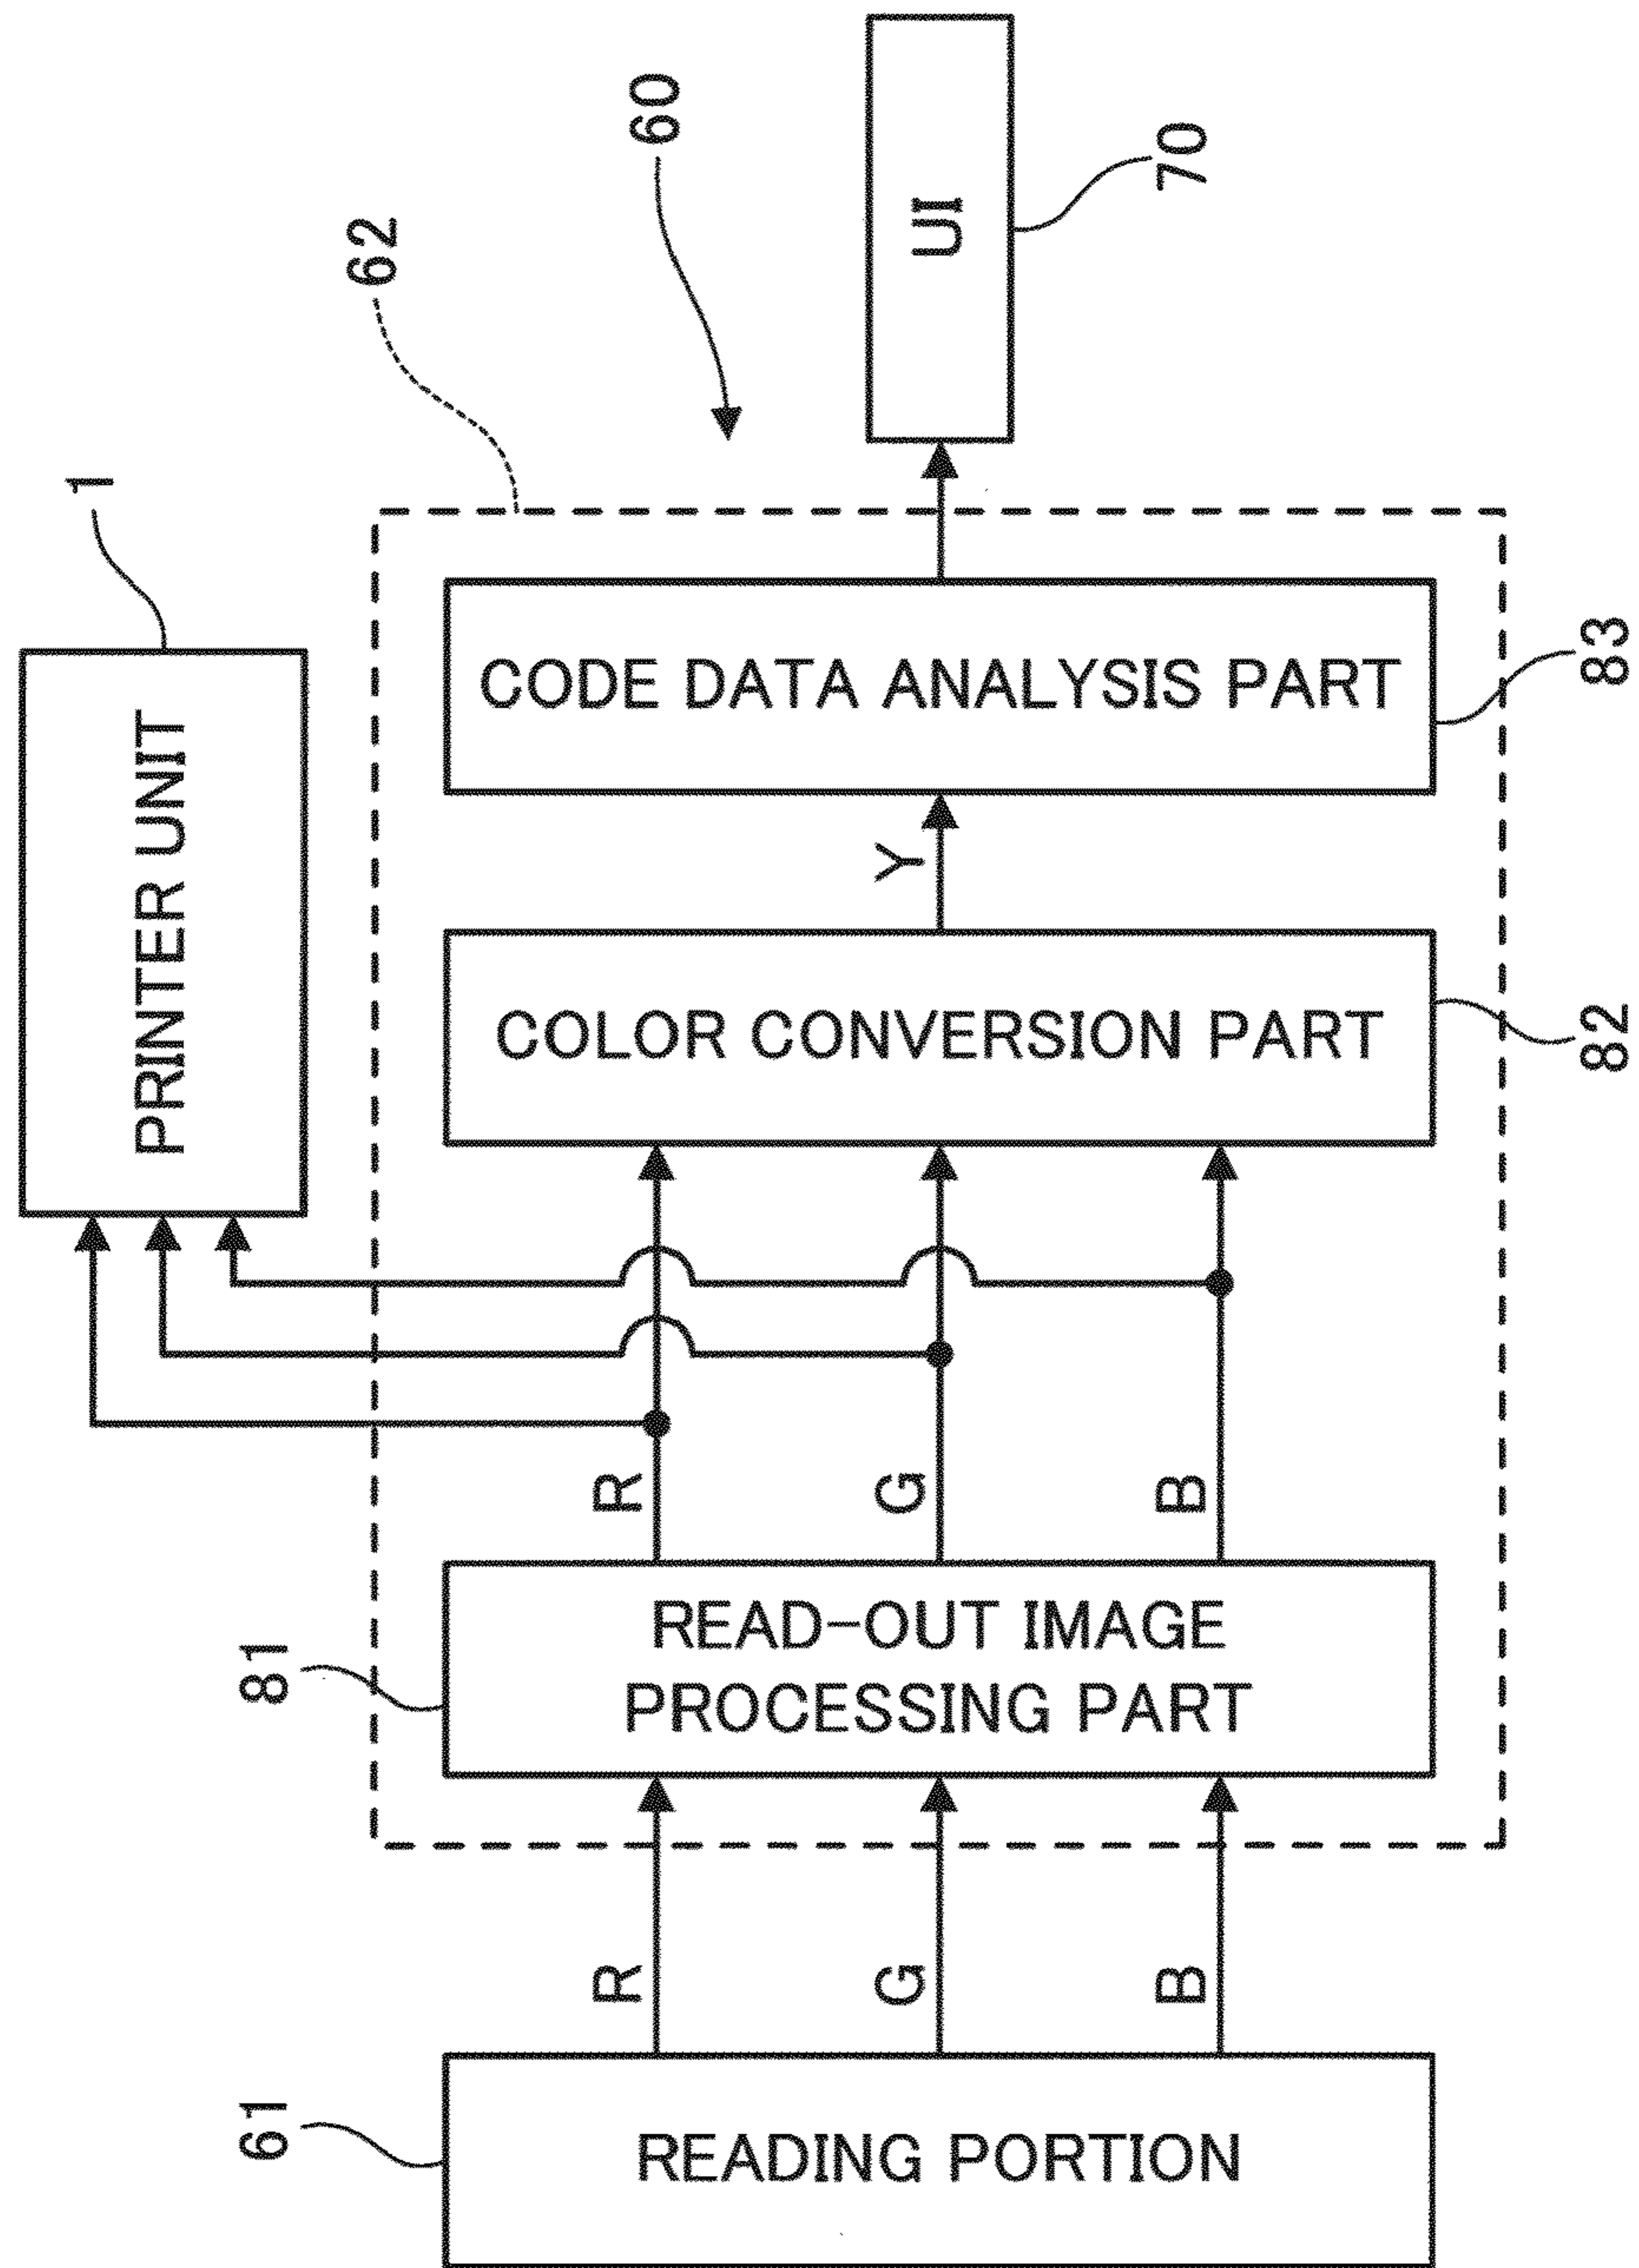 1
PRINTER UNIT
62
60
UI
70
CODE DATA ANALYSIS PART
83
Y
COLOR CONVERSION PART
82
R
G
B
81
READ-OUT IMAGE
PROCESSING PART
R
G
B
61
READING PORTION